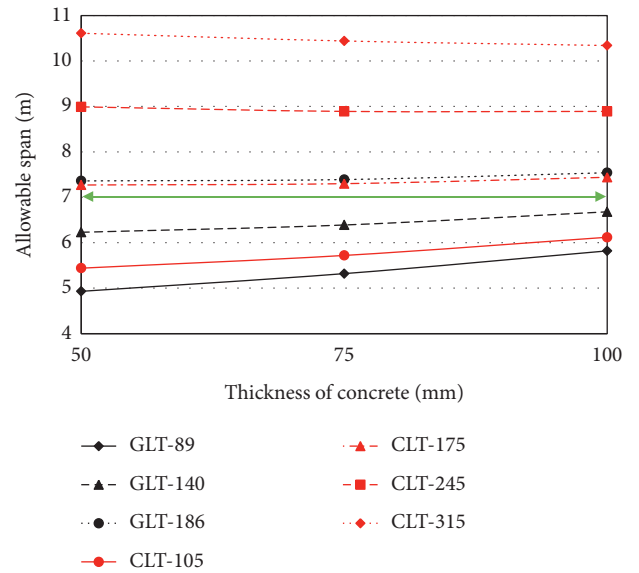 11
10
9
8
7
6
5
4
Allowable span (m)
50
75
100
Thickness of concrete (mm)
GLT-89
GLT-140
GLT-186
CLT-105
CLT-175
CLT-245
CLT-315